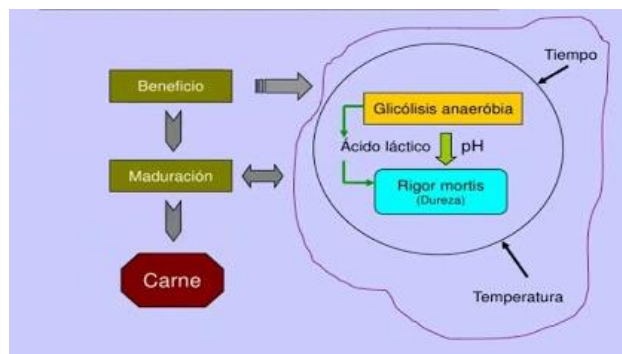 Tiempo
Beneficio
Glicólisis anaeróbia
Ácido láctico
pH
Maduración
Rigor mortis
(Dureza)
Carne
Temperatura